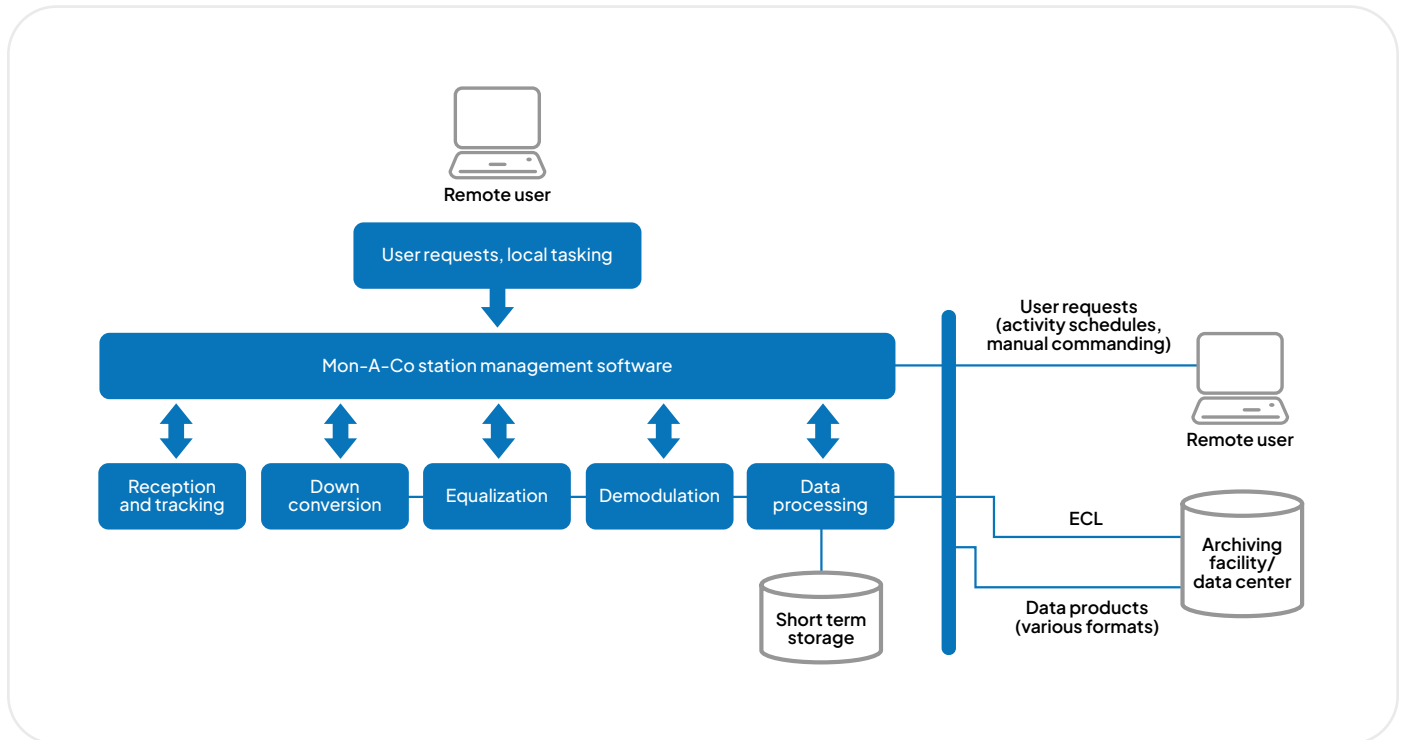 Remote user
User requests, local tasking
Mon-A-Co station management software
User requests
(activity schedules,
manual commanding)
Remote user
Reception
and tracking
Down
conversion
Equalization
Demodulation
Data
processing
ECL
Archiving
facility/
data center
Short term
storage
Data products
(various formats)